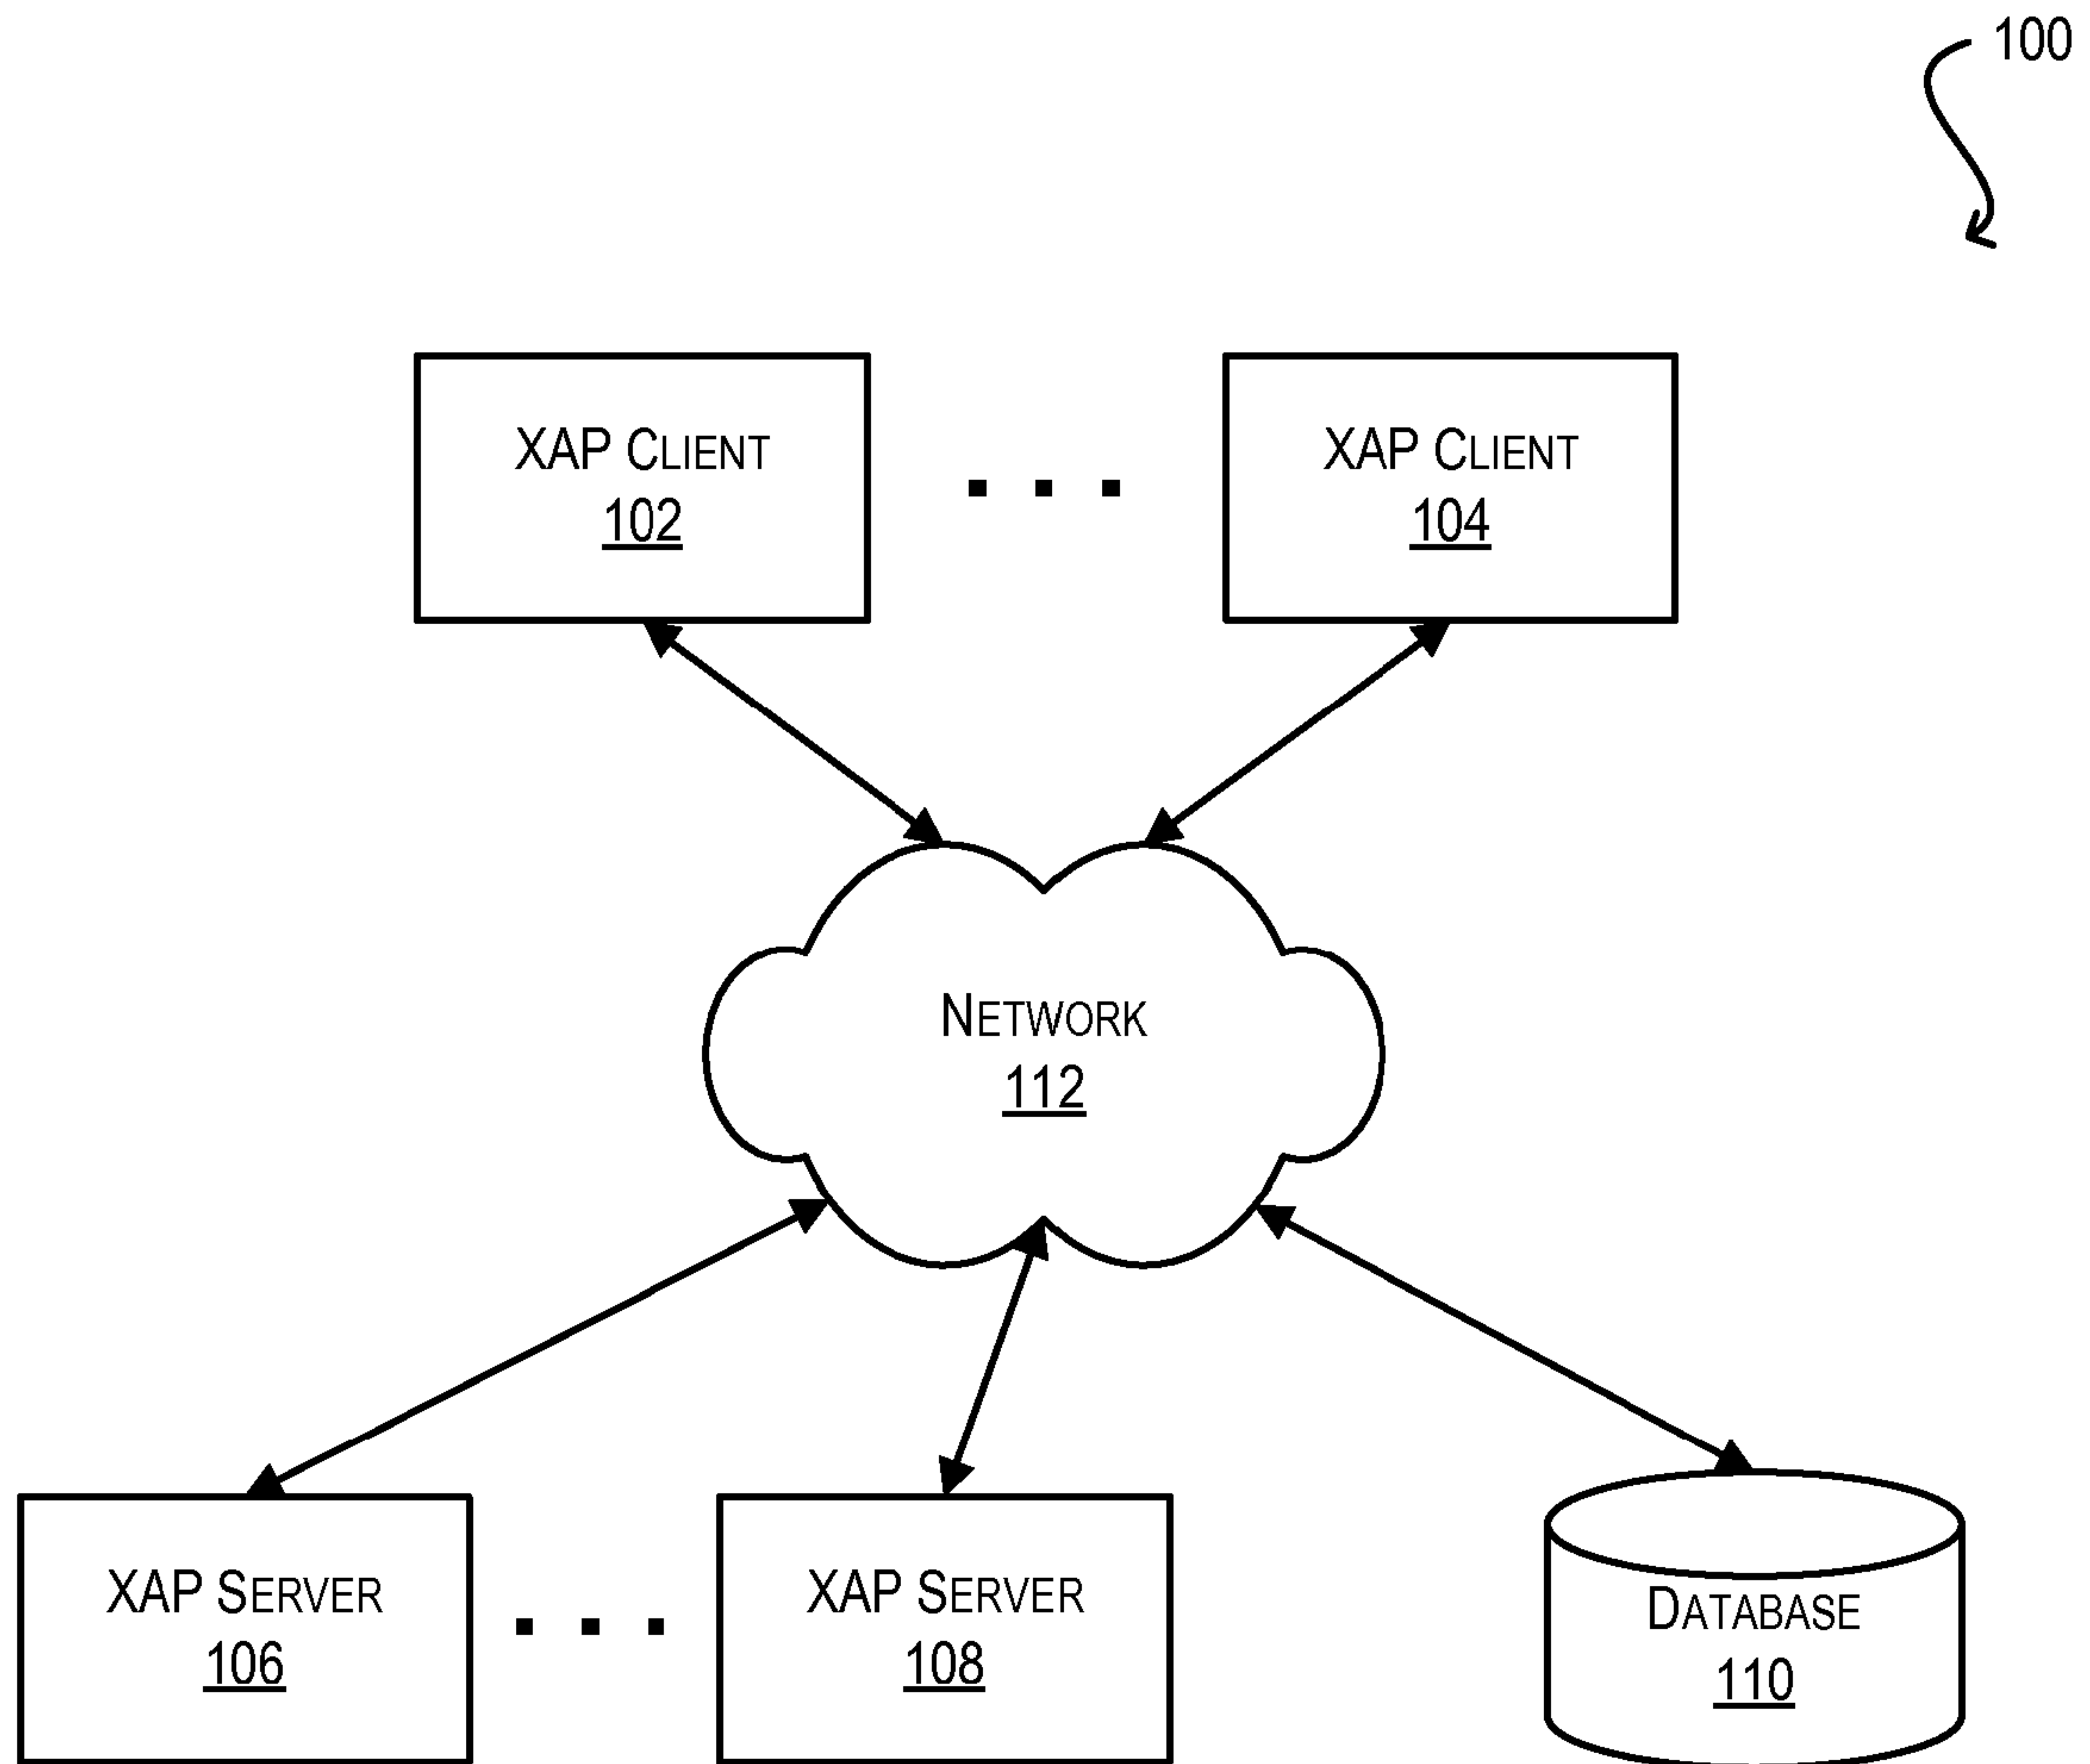 100
XAP CLIENT
102
XAP CLIENT
104
NETWORK
112
XAP SERVER
106
XAP SERVER
108
DATABASE
110